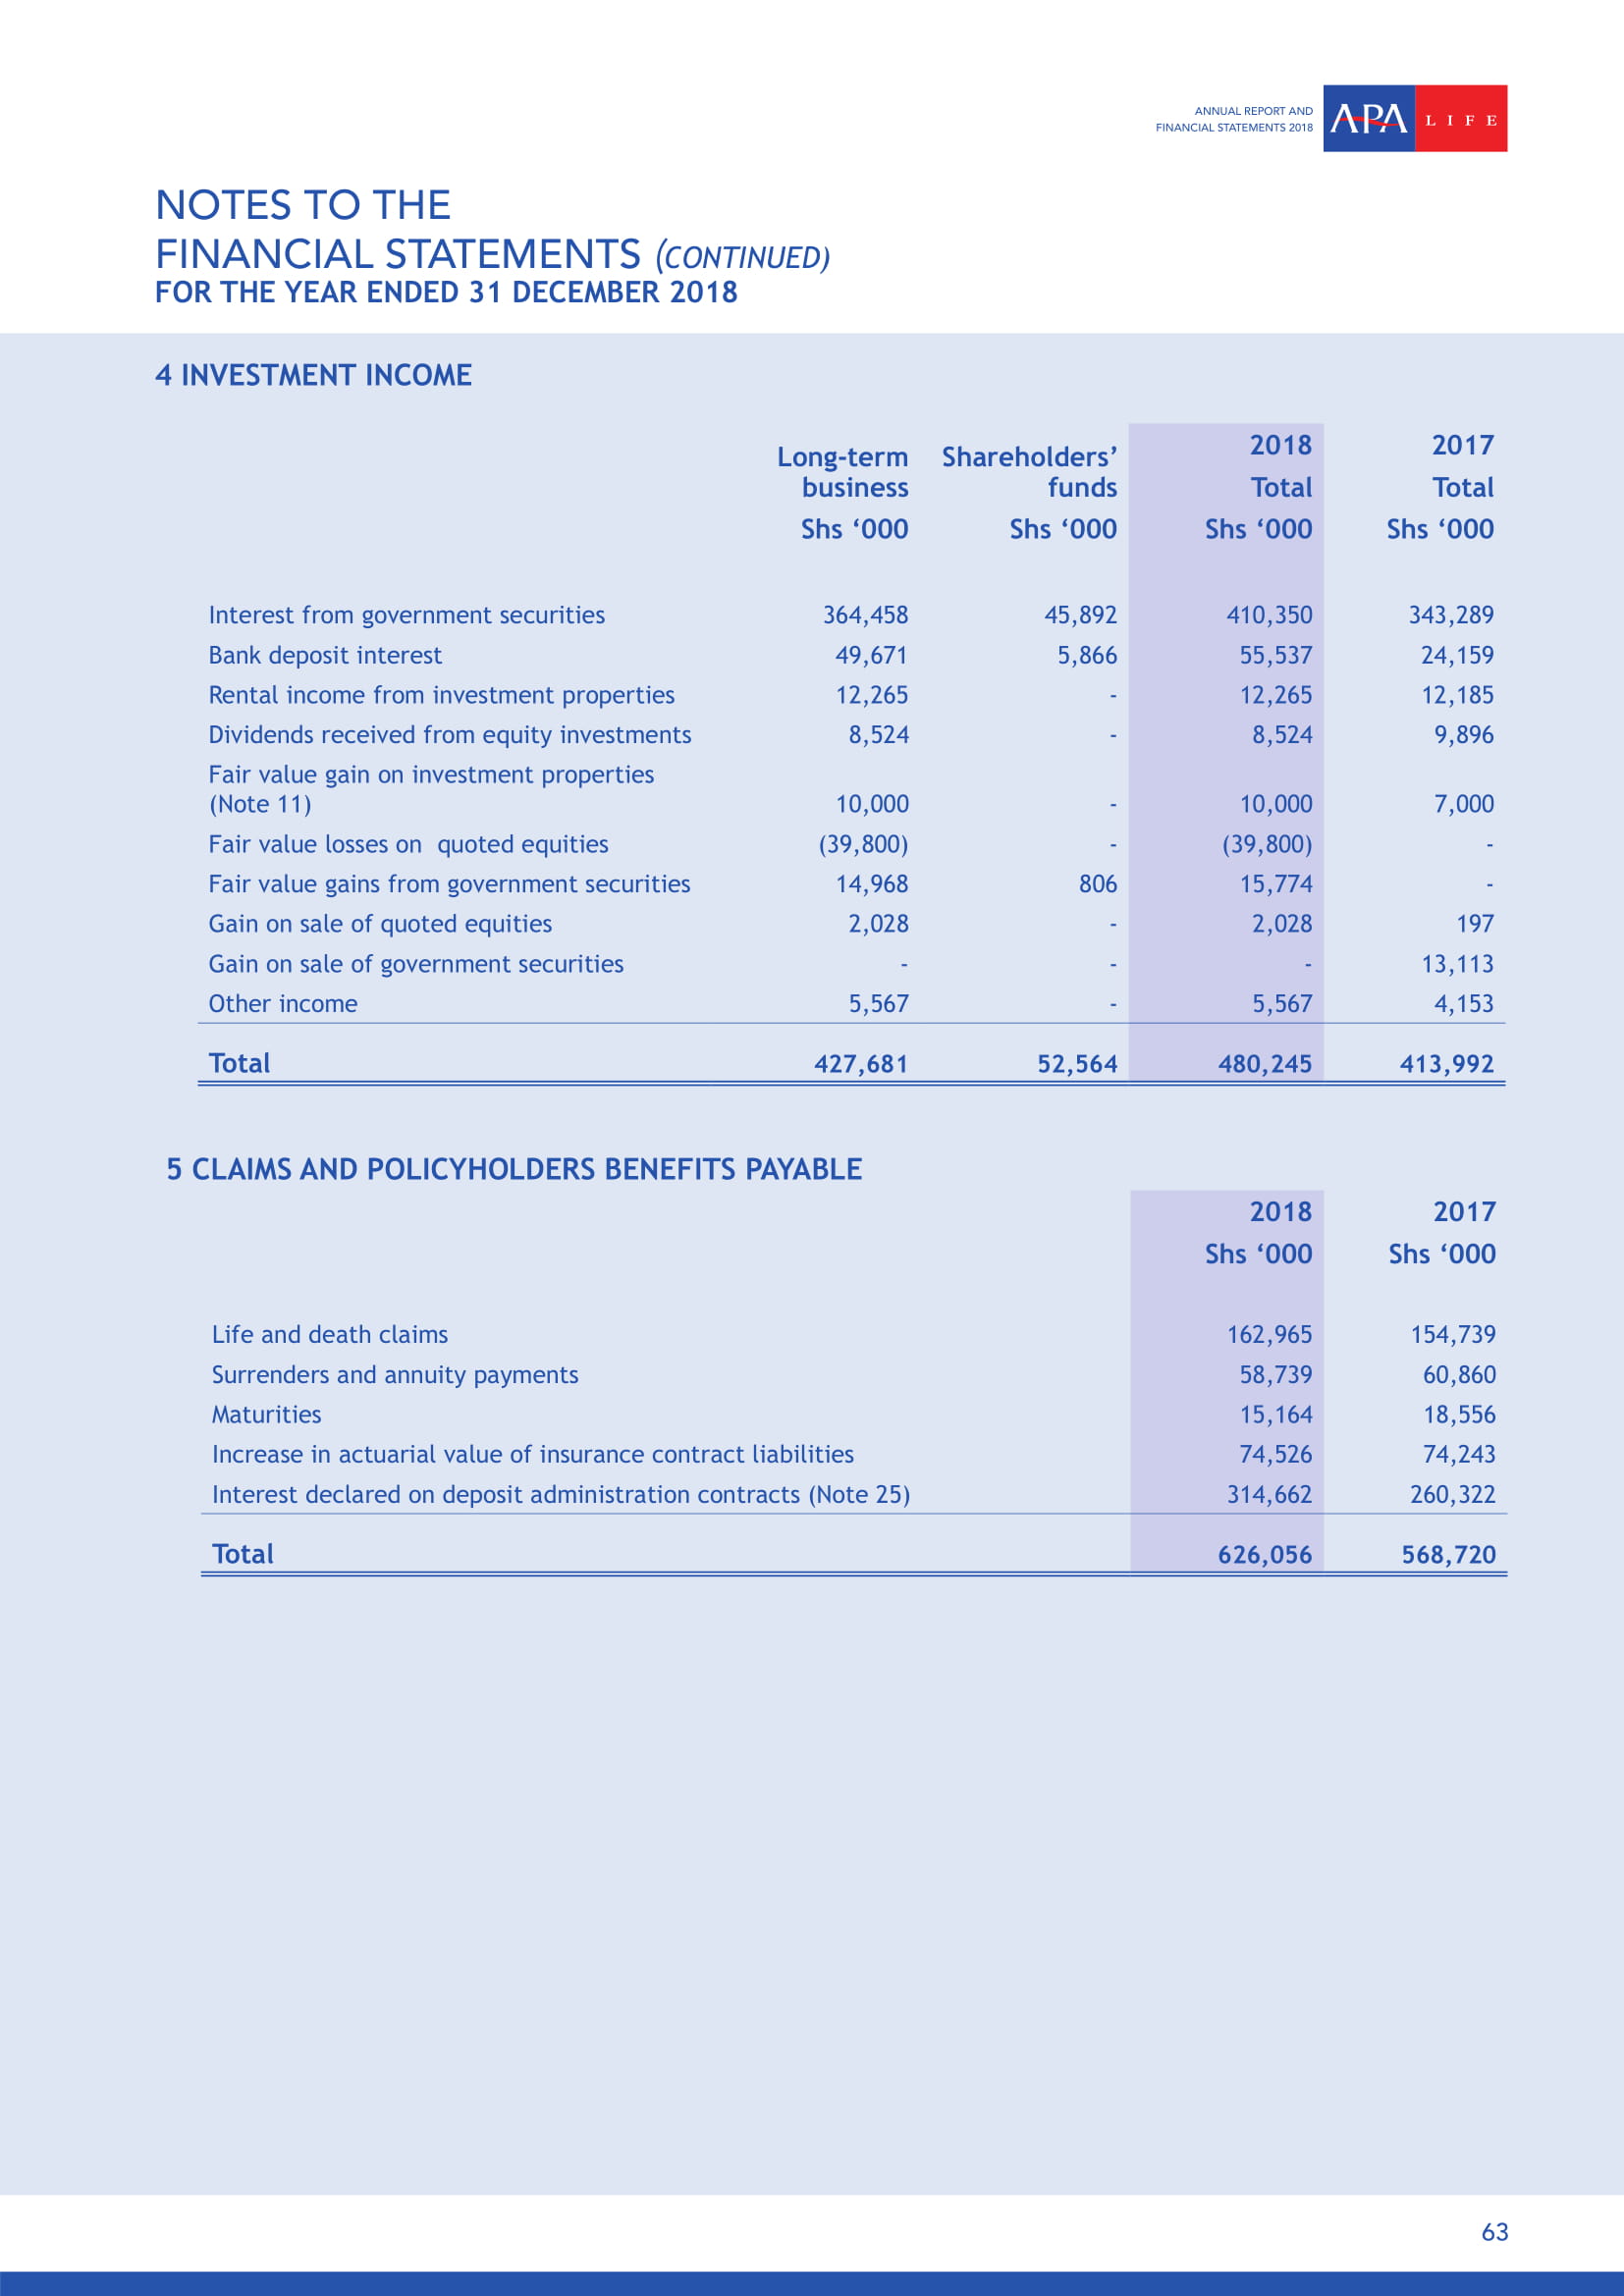 ANNUAL REPORT AND
FINANCIAL STATEMENTS 2018
APA LIFE
NOTES TO THE
FINANCIAL STATEMENTS (CONTINUED)
FOR THE YEAR ENDED 31 DECEMBER 2018
4 INVESTMENT INCOME
Long-term business Shareholders’ funds 2018 Total 2017 Total
Shs ‘000 Shs ‘000 Shs ‘000 Shs ‘000
Interest from government securities 364,458 45,892 410,350 343,289
Bank deposit interest 49,671 5,866 55,537 24,159
Rental income from investment properties 12,265 - 12,265 12,185
Dividends received from equity investments 8,524 - 8,524 9,896
Fair value gain on investment properties
(Note 11) 10,000 - 10,000 7,000
Fair value losses on  quoted equities (39,800) - (39,800) -
Fair value gains from government securities 14,968 806 15,774 -
Gain on sale of quoted equities 2,028 - 2,028 197
Gain on sale of government securities - - - 13,113
Other income 5,567 - 5,567 4,153
Total 427,681 52,564 480,245 413,992
5 CLAIMS AND POLICYHOLDERS BENEFITS PAYABLE
2018 2017
Shs ‘000 Shs ‘000
Life and death claims 162,965 154,739
Surrenders and annuity payments 58,739 60,860
Maturities 15,164 18,556
Increase in actuarial value of insurance contract liabilities 74,526 74,243
Interest declared on deposit administration contracts (Note 25) 314,662 260,322
Total 626,056 568,720
63